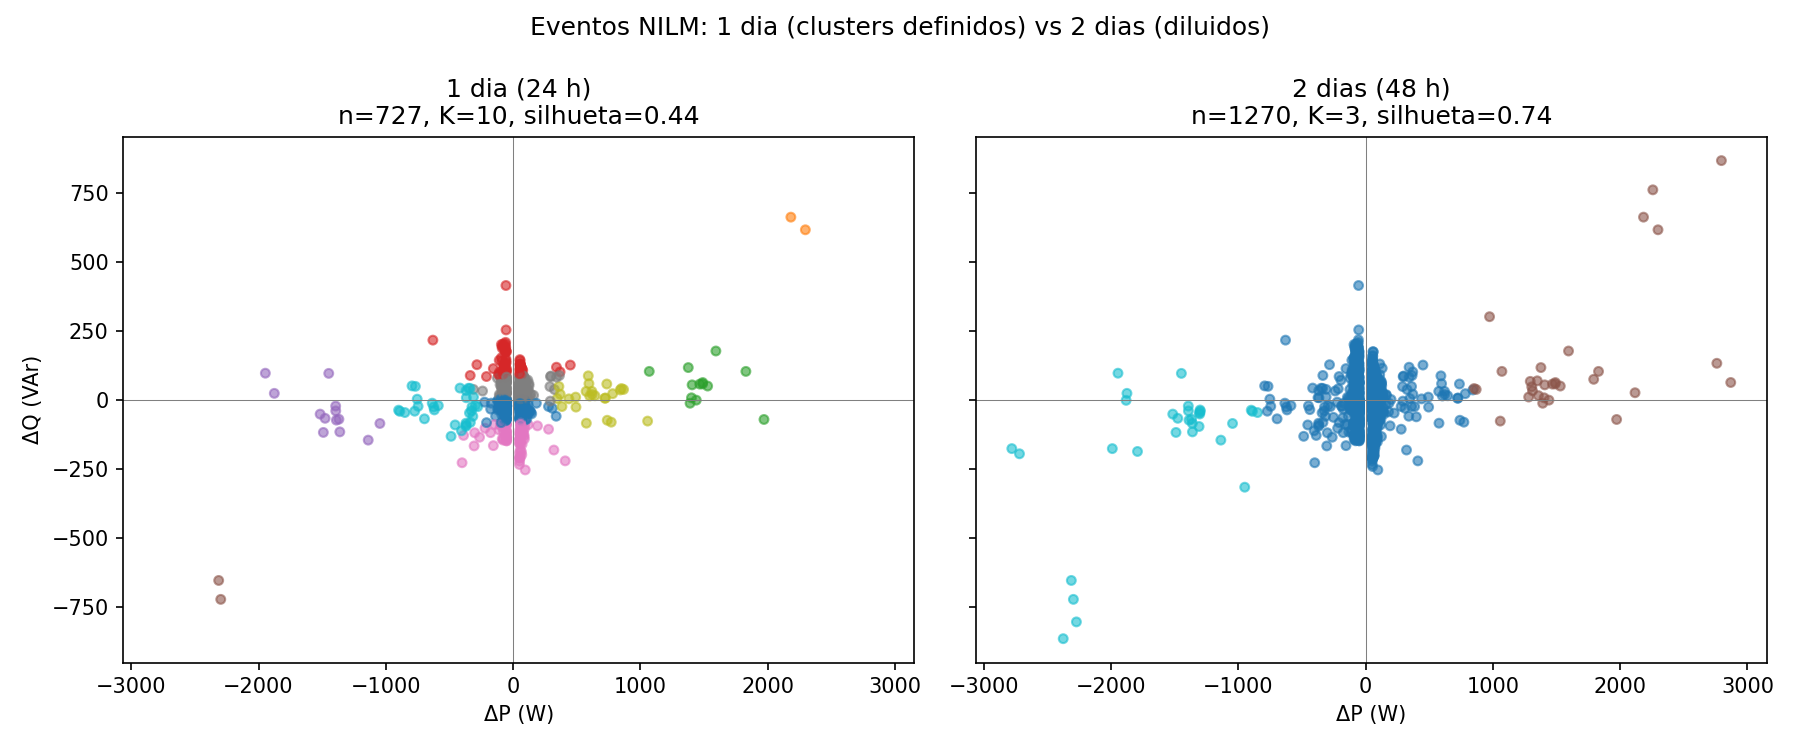 Eventos NILM: 1 dia (clusters definidos) vs 2 dias (diluidos)
1 dia (24 h)
n=727, K=10, silhueta=0.44
2 dias (48 h)
n=1270, K=3, silhueta=0.74
ΔQ (VAr)
750
500
250
0
−250
−500
−750
−3000 −2000 −1000 0 1000 2000 3000
ΔP (W)
−3000 −2000 −1000 0 1000 2000 3000
ΔP (W)